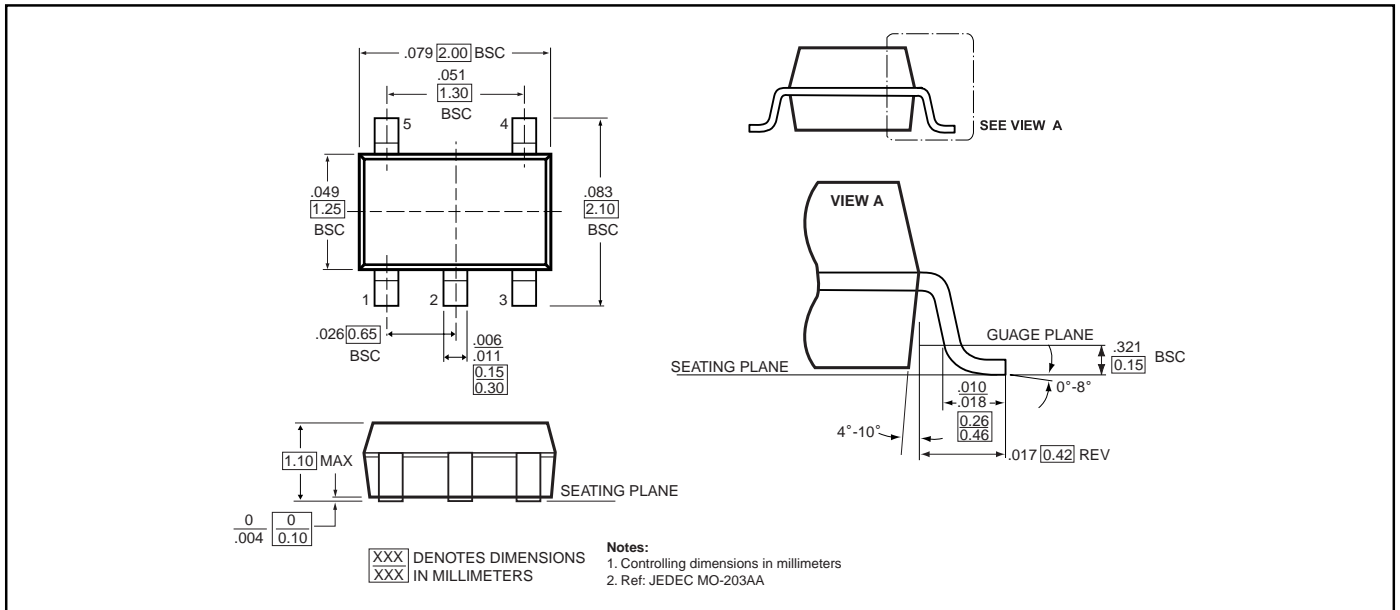 .079 2.00 BSC
.051
1.30
BSC
5
4
.049
1.25
BSC
.083
2.10
BSC
1
2
3
.026 0.65
BSC
.006
.011
0.15
0.30
1.10 MAX
SEATING PLANE
0
.004
0
0.10
XXX
XXX
DENOTES DIMENSIONS
IN MILLIMETERS
Notes:
1. Controlling dimensions in millimeters
2. Ref: JEDEC MO-203AA
SEE VIEW A
VIEW A
GUAGE PLANE
.321
0.15
BSC
SEATING PLANE
0°-8°
.010
.018
0.26
0.46
4°-10°
.017 0.42 REV